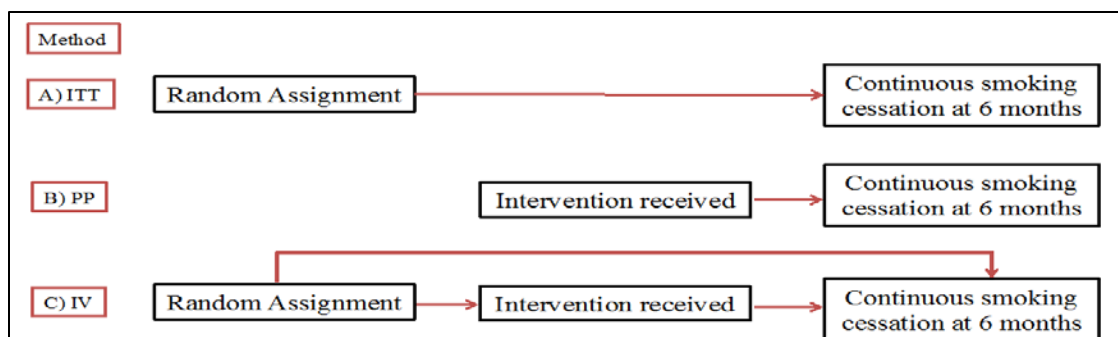 Method
A) ITT
Random Assignment
Continuous smoking
cessation at 6 months
B) PP
Intervention received
Continuous smoking
cessation at 6 months
C) IV
Random Assignment
Intervention received
Continuous smoking
cessation at 6 months